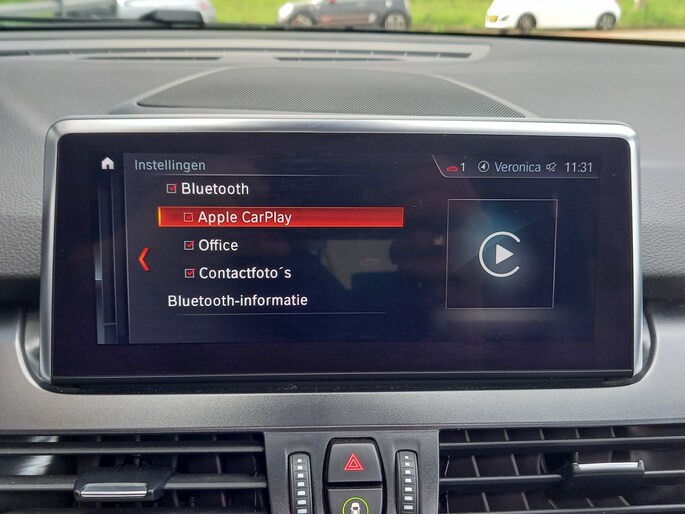 Instellingen
1 Veronica 11:31
Bluetooth
Apple CarPlay
Office
Contactfoto´s
Bluetooth-informatie